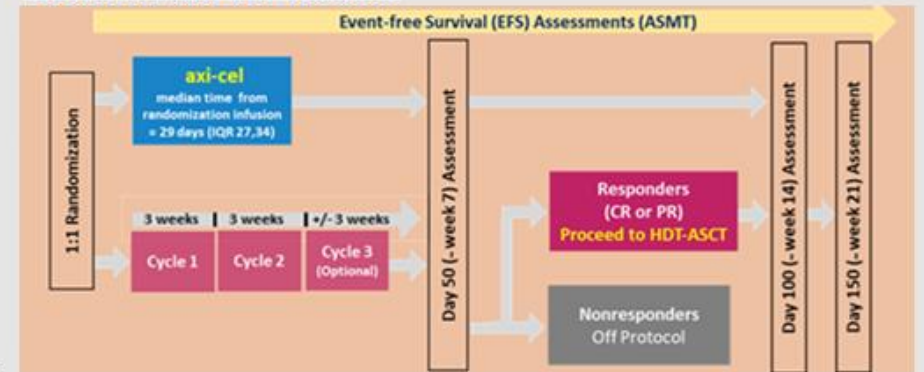 Event-free Survival (EFS) Assessments (ASMT)
1:1 Randomization
axi-cel
median time from
randomization infusion
= 29 days (IQR 27,34)
3 weeks | 3 weeks | +/- 3 weeks
Cycle 1
Cycle 2
Cycle 3
(Optional)
Day 50 (~ week 7) Assessment
Responders
(CR or PR)
Proceed to HDT-ASCT
Nonresponders
Off Protocol
Day 100 (~ week 14) Assessment
Day 150 (~ week 21) Assessment